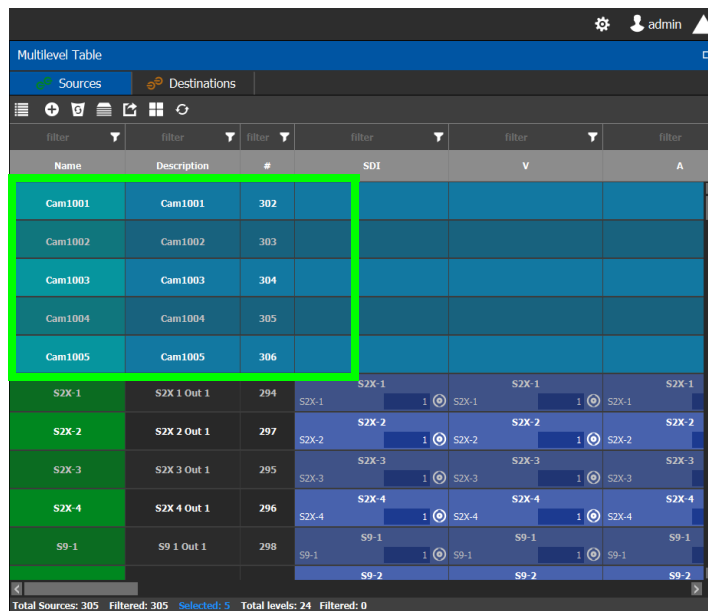 admin
Multilevel Table
Sources Destinations
filter filter filter filter filter filter
Name Description # SDI V A
Cam1001 Cam1001 302
Cam1002 Cam1002 303
Cam1003 Cam1003 304
Cam1004 Cam1004 305
Cam1005 Cam1005 306
S2X-1 S2X 1 Out 1 294 S2X-1 S2X-1 S2X-1
S2X-1 1 S2X-1 1 S2X-1
S2X-2 S2X 2 Out 1 297 S2X-2 S2X-2 S2X-2
S2X-2 1 S2X-2 1 S2X-2
S2X-3 S2X 3 Out 1 295 S2X-3 S2X-3 S2X-3
S2X-3 1 S2X-3 1 S2X-3
S2X-4 S2X 4 Out 1 296 S2X-4 S2X-4 S2X-4
S2X-4 1 S2X-4 1 S2X-4
S9-1 S9 1 Out 1 298 S9-1 S9-1 S9-1
S9-1 1 S9-1 1 S9-1
S9-2 S9-2 S9-2
Total Sources: 305 Filtered: 305 Selected: 5 Total levels: 24 Filtered: 0